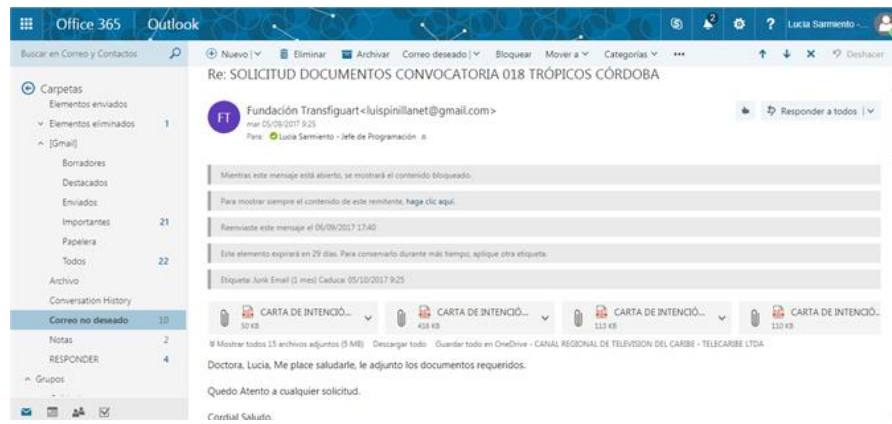 Office 365
Outlook
2
?
Lucia Sarmiento -...
Buscar en Correo y Contactos
Nuevo
Eliminar
Archivar
Correo deseado
Bloquear
Mover a
Categorías
•••
Deshacer
Carpetas
Elementos enviados
Elementos eliminados 1
[Gmail]
Borradores
Destacados
Enviados
Importantes 21
Papelera
Todos 22
Archivo
Conversation History
Correo no deseado 10
Notas 2
RESPONDER 4
Grupos
Re: SOLICITUD DOCUMENTOS CONVOCATORIA 018 TRÓPICOS CÓRDOBA
FT
Fundación Transfiguart<luispinillanet@gmail.com>
mar 05/09/2017 9:25
Para: Lucia Sarmiento - Jefe de Programación
Responder a todos
Mientras este mensaje está abierto, se mostrará el contenido bloqueado.
Para mostrar siempre el contenido de este remitente, haga clic aquí.
Reenviaste este mensaje el 06/09/2017 17:40
Este elemento expirará en 29 días. Para conservarlo durante más tiempo, aplique otra etiqueta.
Etiqueta: Junk Email (1 mes) Caduca: 05/10/2017 9:25
CARTA DE INTENCIÓ...
50 KB
CARTA DE INTENCIÓ...
418 KB
CARTA DE INTENCIÓ...
113 KB
CARTA DE INTENCIÓ...
110 KB
Mostrar todos 15 archivos adjuntos (5 MB) Descargar todo Guardar todo en OneDrive - CANAL REGIONAL DE TELEVISION DEL CARIBE - TELECARIBE LTDA
Doctora, Lucia, Me place saludarle, le adjunto los documentos requeridos.
Quedo Atento a cualquier solicitud.
Cordial Saludo,